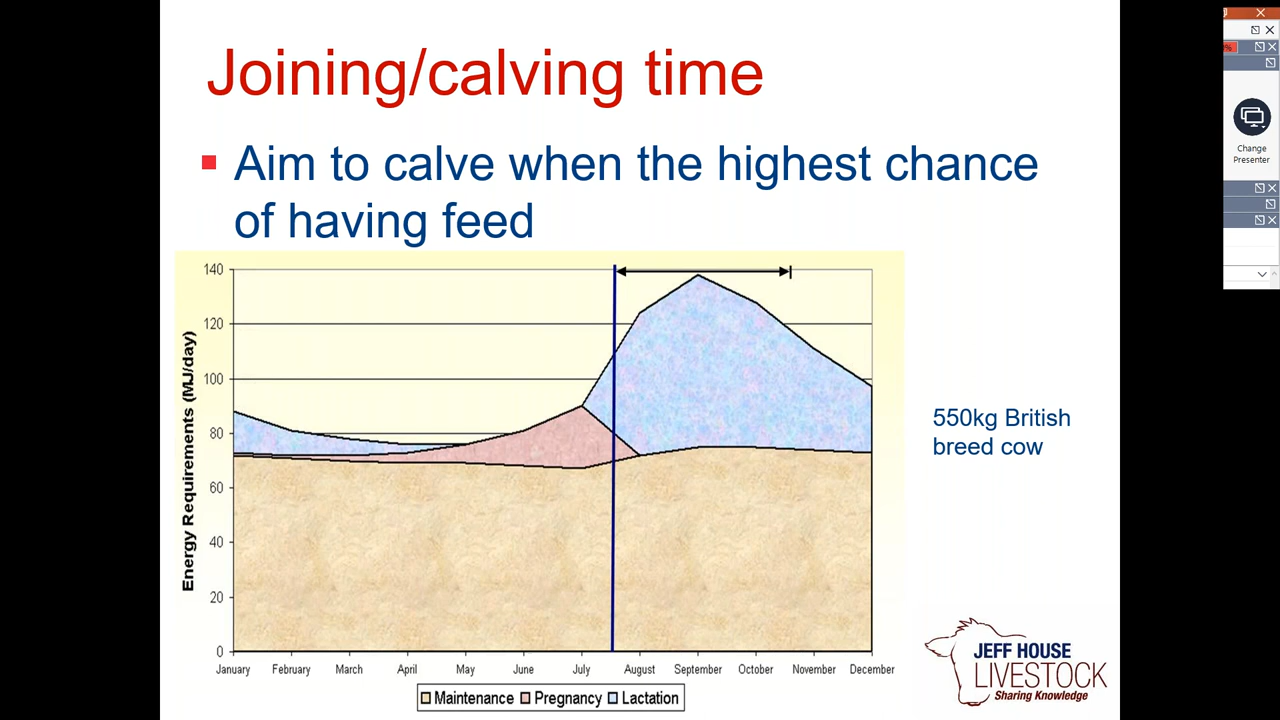 Joining/calving time
Aim to calve when the highest chance
of having feed
140
120
100
80
60
40
20
0
Energy Requirements (MJ/day)
January February March April May June July August September October November December
Maintenance Pregnancy Lactation
550kg British
breed cow
JEFF HOUSE
LIVESTOCK
Sharing Knowledge
Change
Presenter